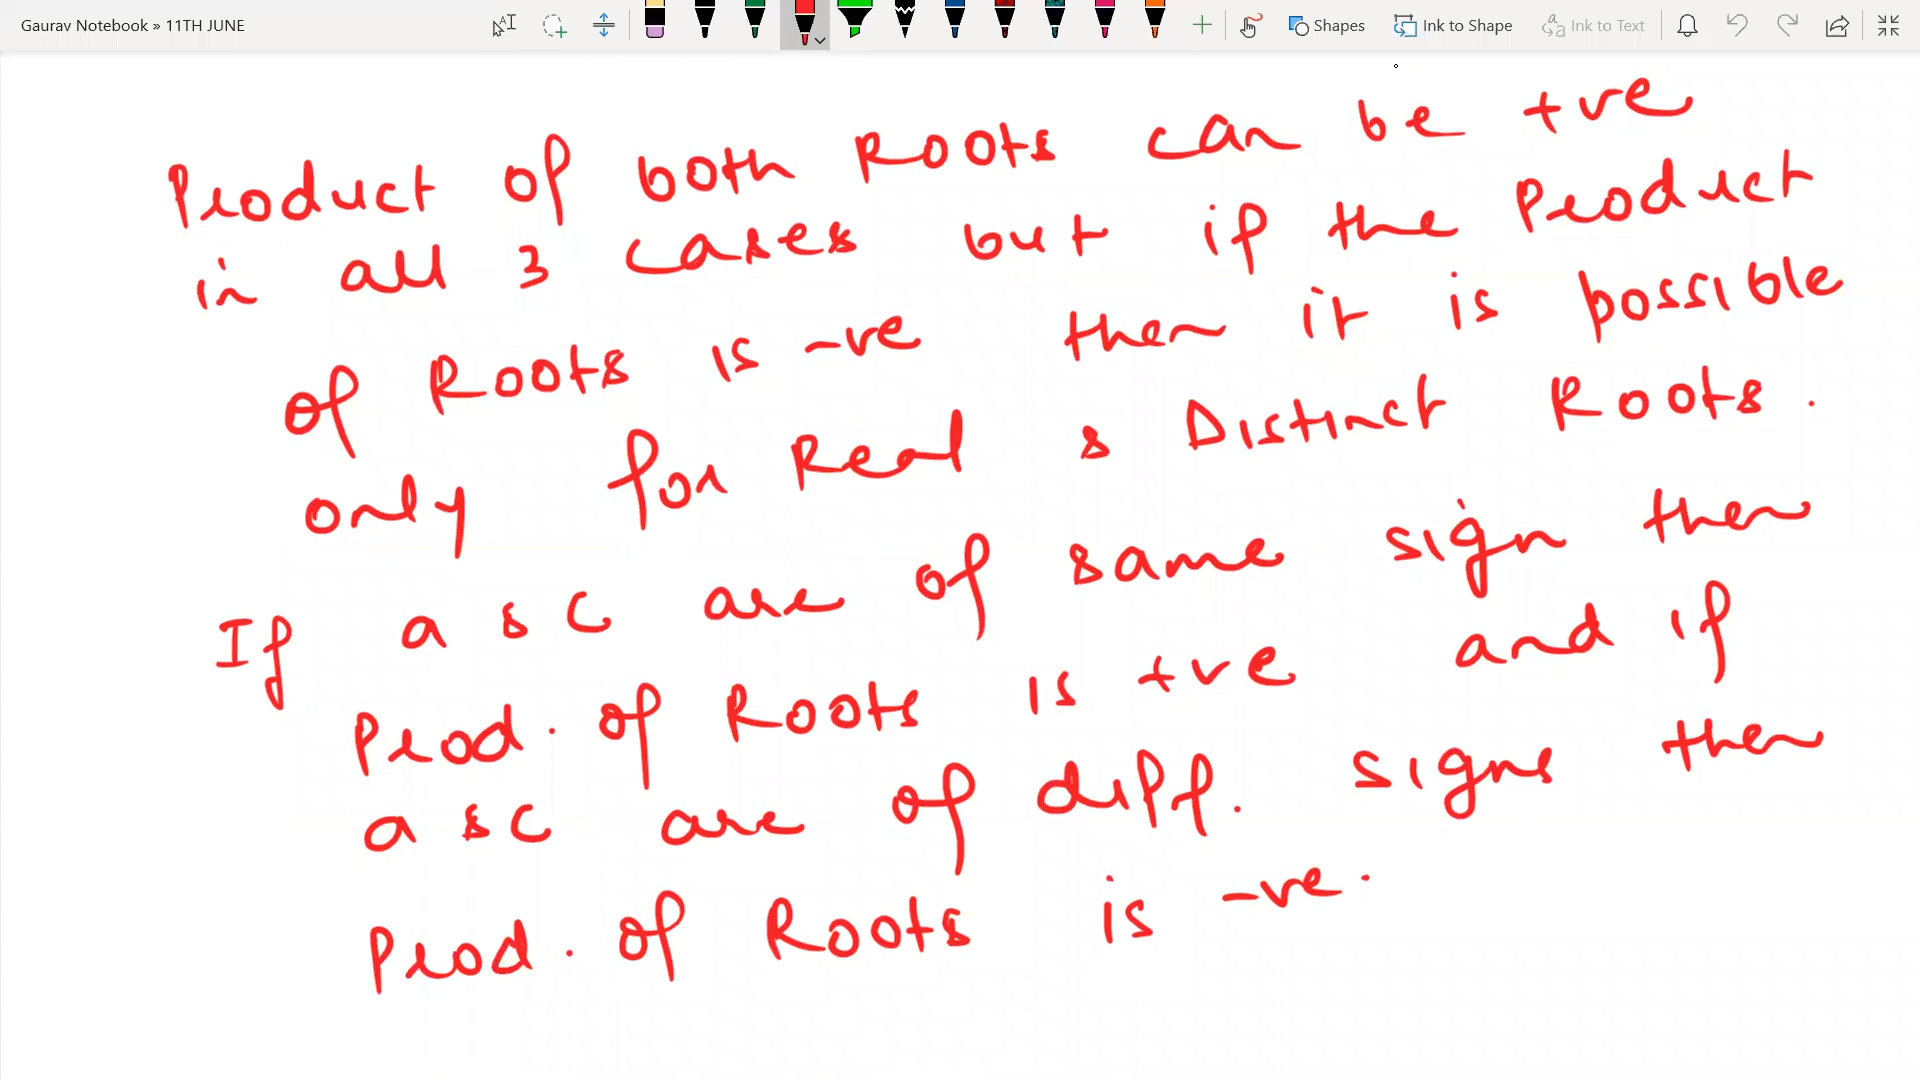 Gaurav Notebook » 11TH JUNE
Shapes
Ink to Shape
Ink to Text
Product of both Roots can be +ve
in all 3 cases but if the Product
of Roots is -ve then it is possible
only for Real & Distinct Roots.
If a & c are of same sign then
Prod. of Roots is +ve and if
a & c are of diff. signs then
Prod. of Roots is -ve.